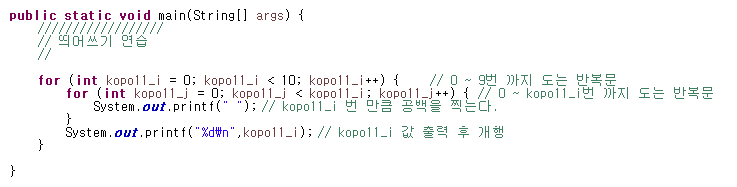 public static void main(String[] args) {
//////////////////
// 띄어쓰기 연습
//
for (int kopo11_i = 0; kopo11_i < 10; kopo11_i++) { // 0 ~ 9번 까지 도는 반복문
for (int kopo11_j = 0; kopo11_j < kopo11_i; kopo11_j++) { // 0 ~ kopo11_i번 까지 도는 반복문
System.out.printf(" "); // kopo11_i 번 만큼 공백을 찍는다.
}
System.out.printf("%d₩n",kopo11_i); // kopo11_i 값 출력 후 개행
}
}